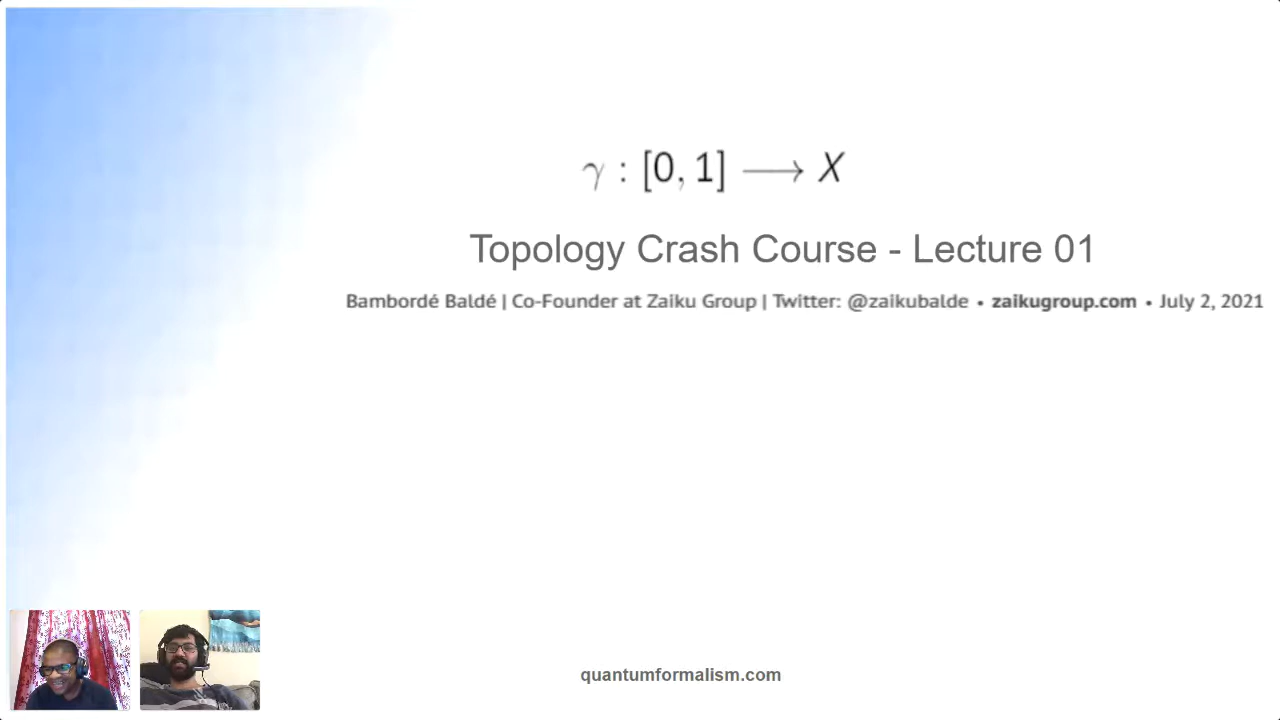 γ : [0, 1] ⟶ X
Topology Crash Course - Lecture 01
Bambordé Baldé | Co-Founder at Zaiku Group | Twitter: @zaikubalde • zaikugroup.com • July 2, 2021
quantumformalism.com